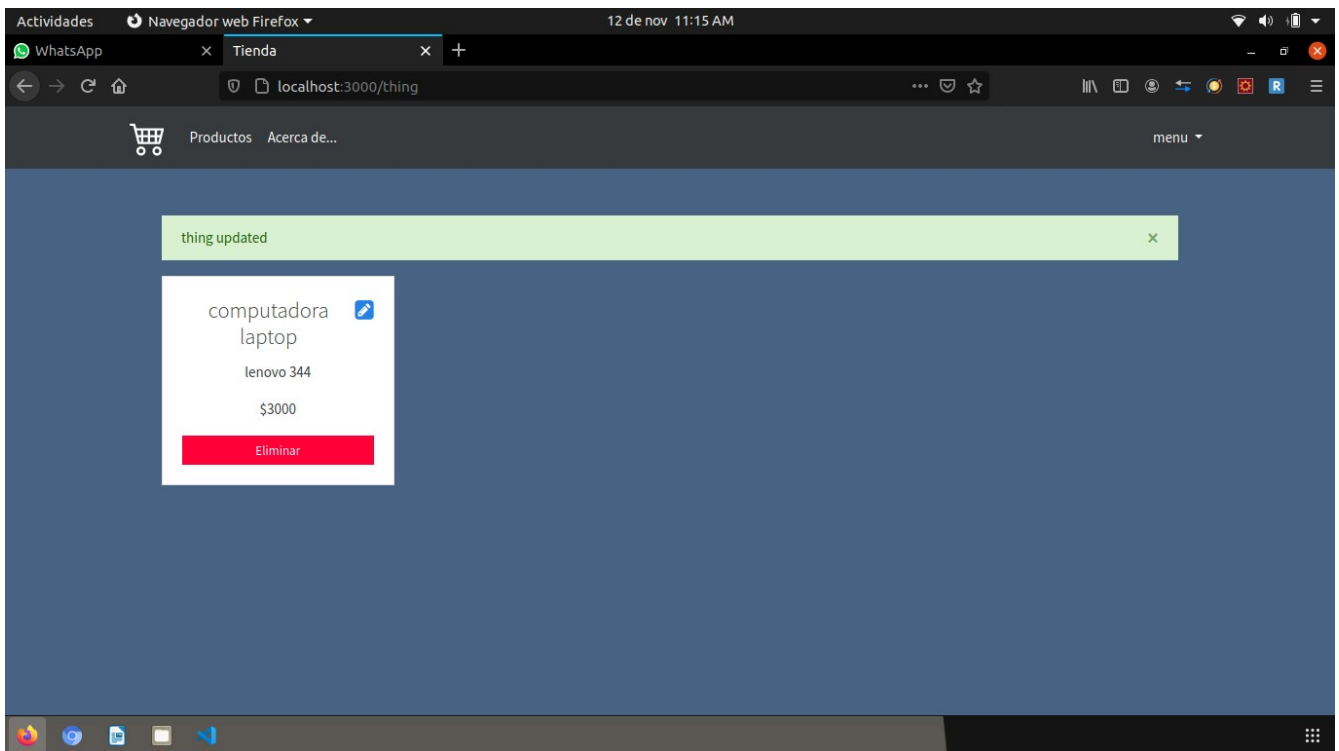 Actividades Navegador web Firefox 12 de nov 11:15 AM
WhatsApp Tienda
localhost:3000/thing
R
Productos Acerca de... menu
thing updated
computadora
laptop
lenovo 344
$3000
Eliminar